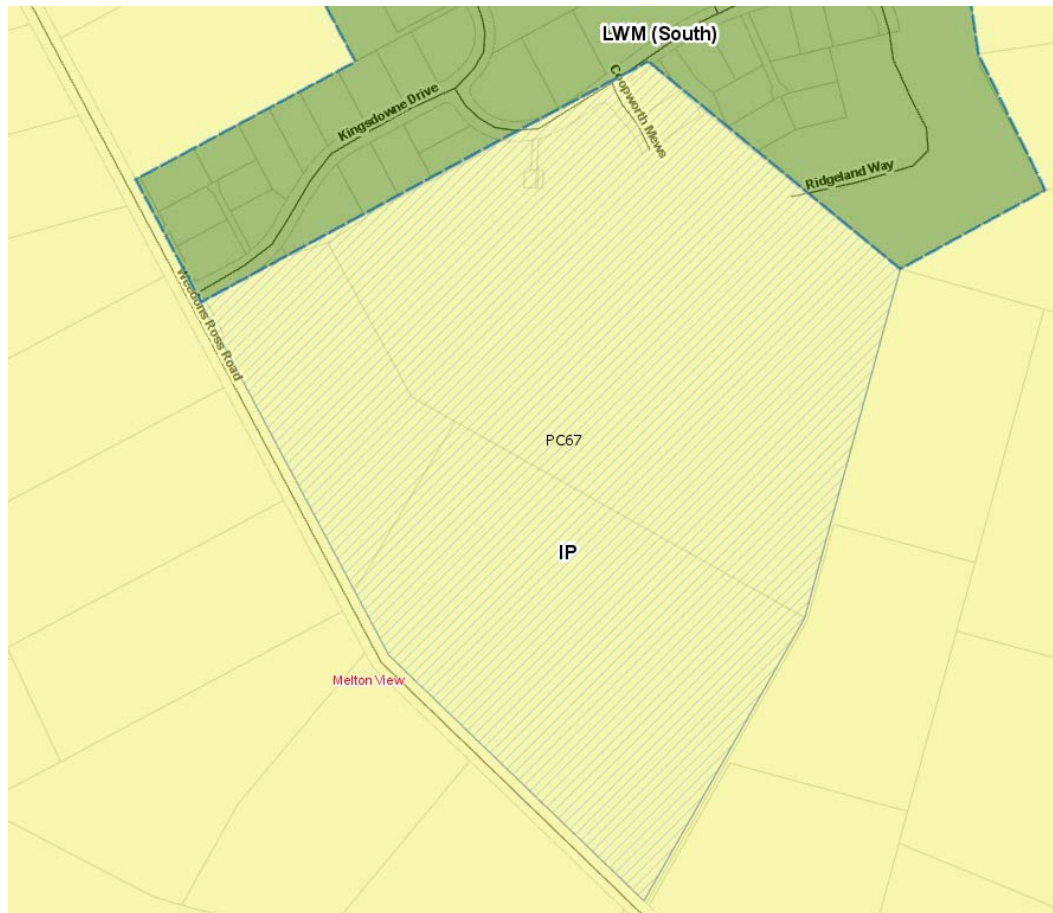 LWM (South)
Kingsdowne Drive
Coopworth Mews
Ridgeland Way
Weedons Ross Road
PC67
IP
Melton View